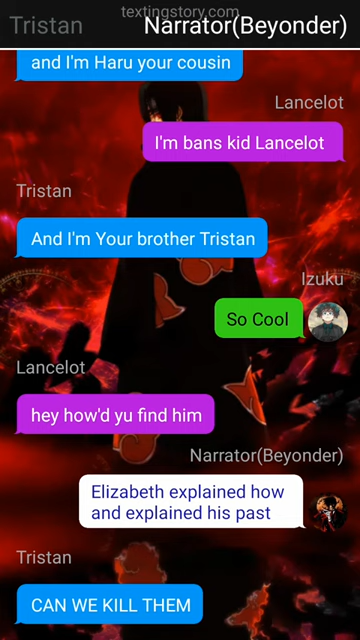 textingstory.com
Tristan
Narrator(Beyonder)
and I'm Haru your cousin
Lancelot
I'm bans kid Lancelot
Tristan
And I'm Your brother Tristan
Izuku
So Cool
Lancelot
hey how'd yu find him
Narrator(Beyonder)
Elizabeth explained how
and explained his past
Tristan
CAN WE KILL THEM